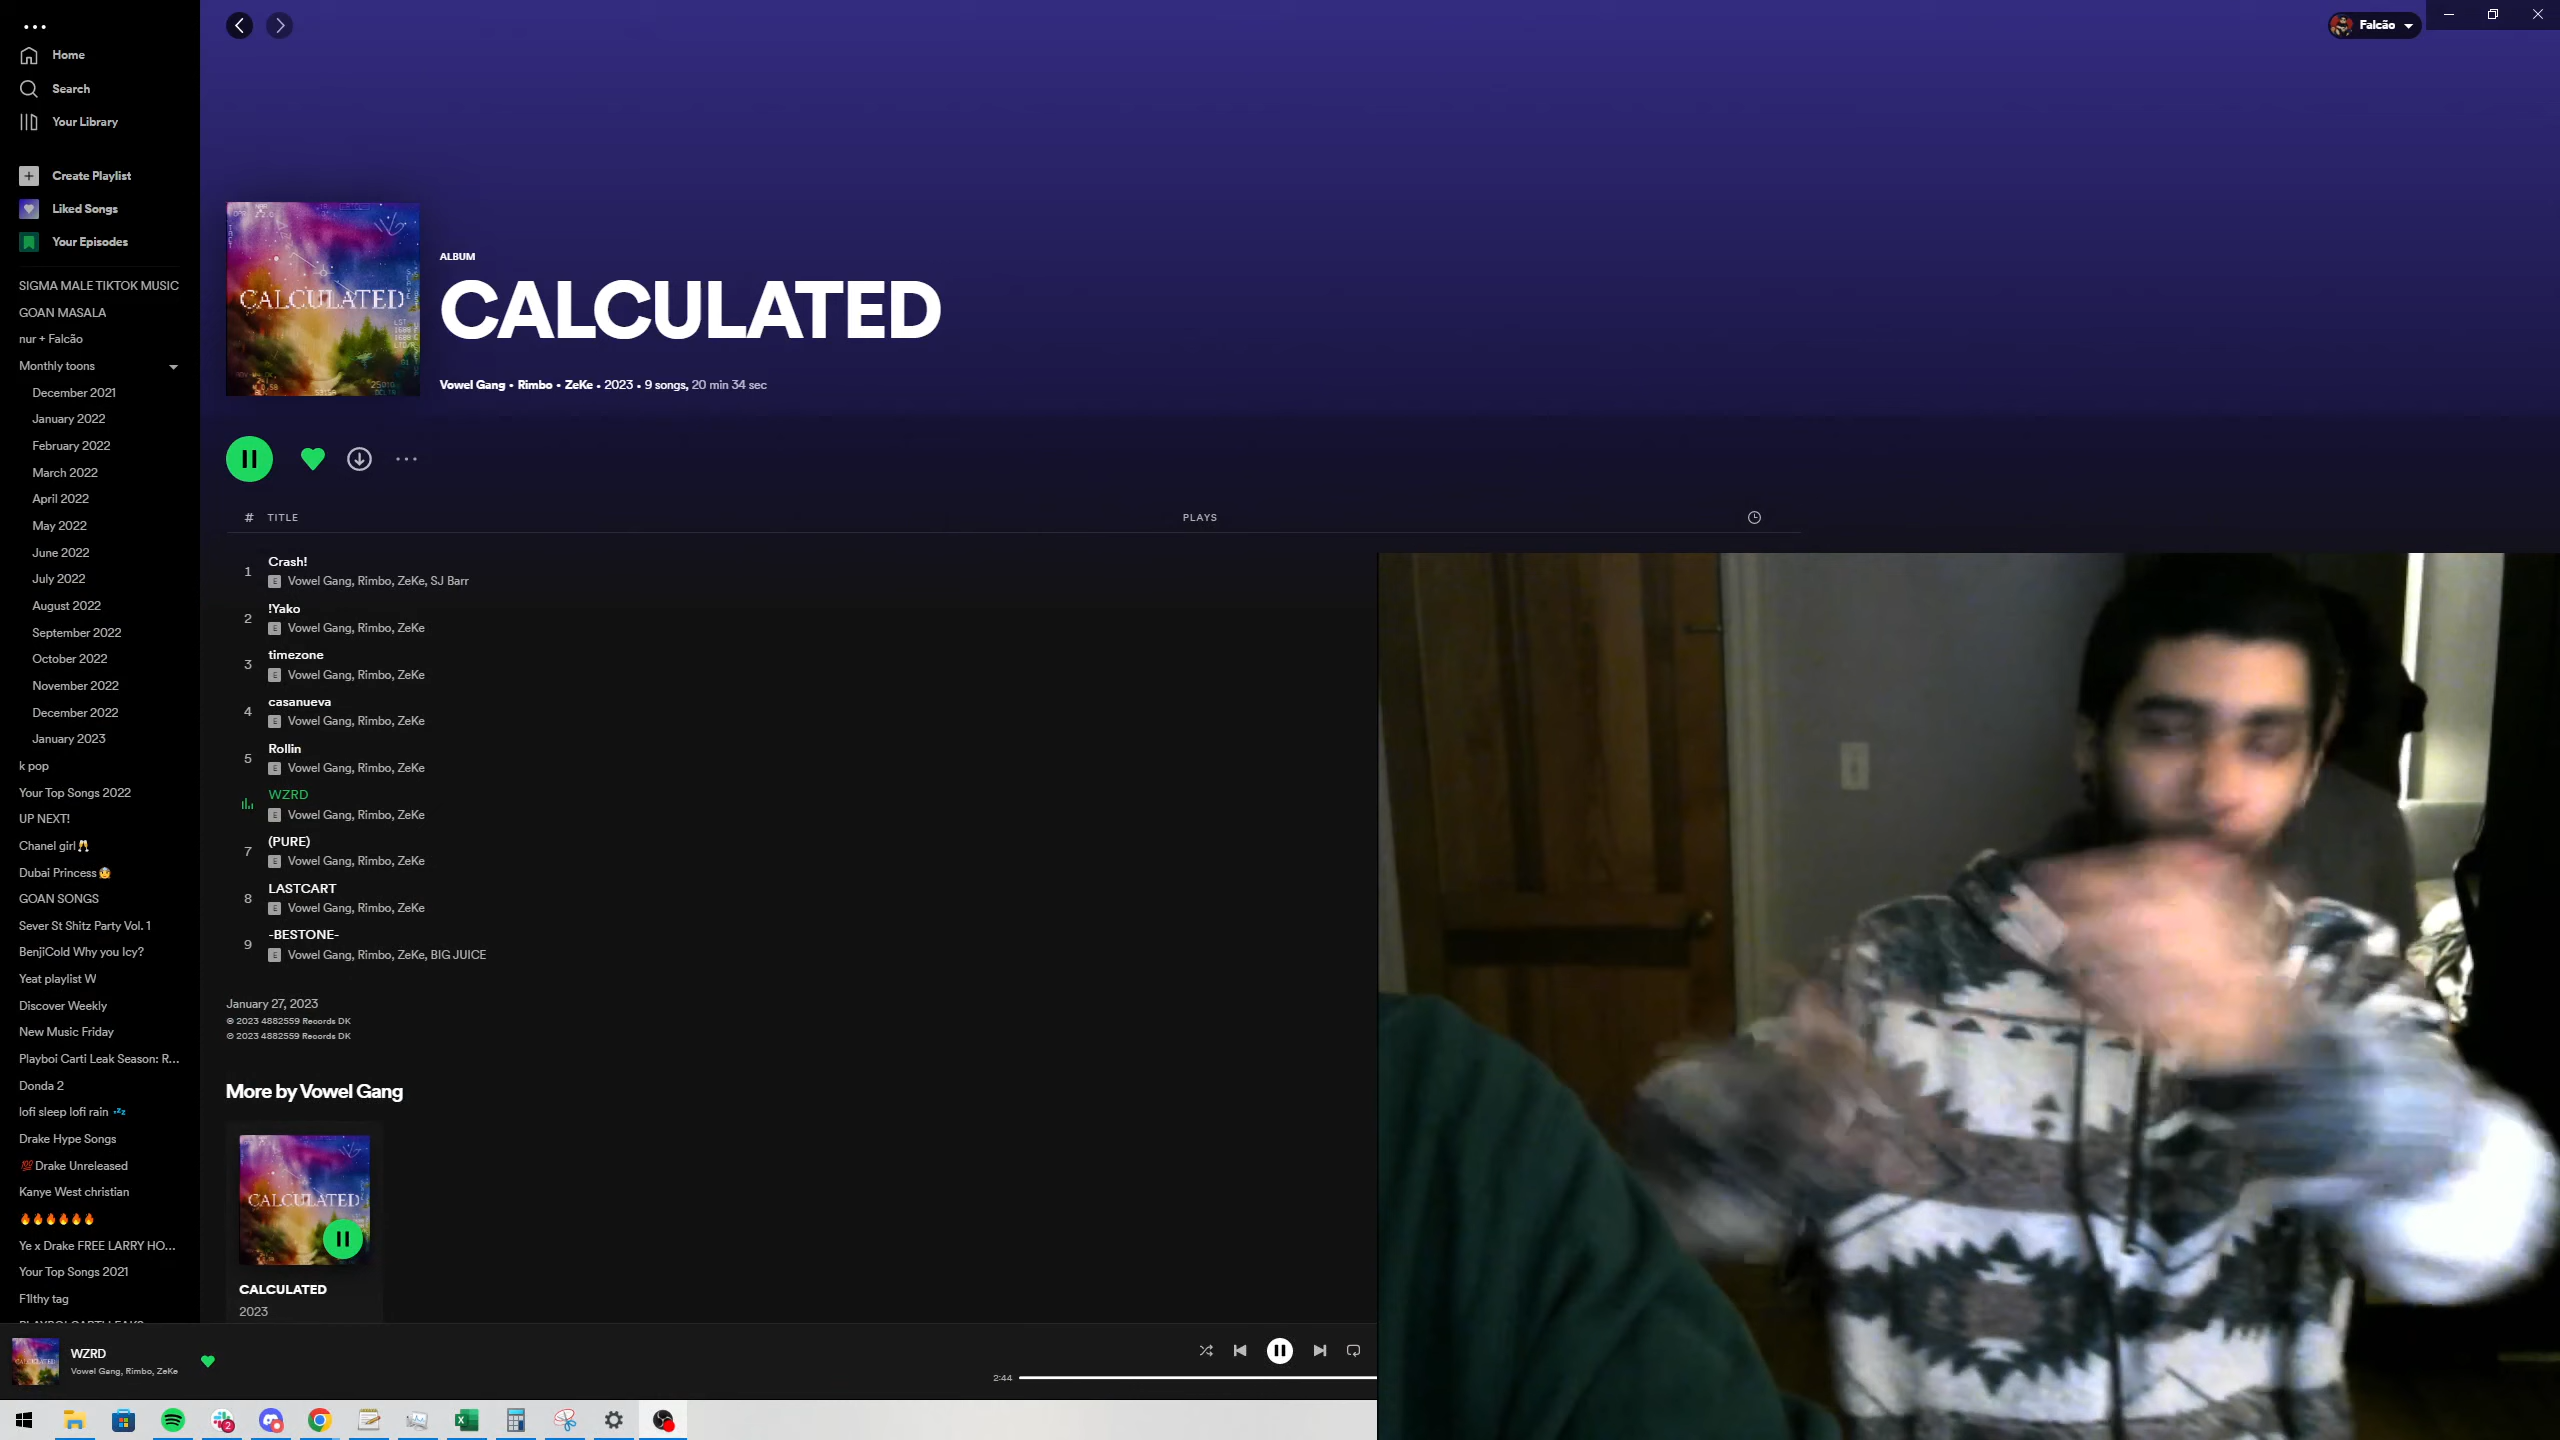 Home
Search
Your Library
Create Playlist
Liked Songs
Your Episodes
SIGMA MALE TIKTOK MUSIC
GOAN MASALA
nur + Falcão
Monthly toons
December 2021
January 2022
February 2022
March 2022
April 2022
May 2022
June 2022
July 2022
August 2022
September 2022
October 2022
November 2022
December 2022
January 2023
k pop
Your Top Songs 2022
UP NEXT!
Chanel girl🥂
Dubai Princess👳
GOAN SONGS
Sever St Shitz Party Vol. 1
BenjiCold Why you Icy?
Yeat playlist W
Discover Weekly
New Music Friday
Playboi Carti Leak Season: R...
Donda 2
lofi sleep lofi rain 💤
Drake Hype Songs
💯Drake Unreleased
Kanye West christian
🔥🔥🔥🔥🔥🔥
Ye x Drake FREE LARRY HO...
Your Top Songs 2021
F1lthy tag
Falcão
CALCULATED
ALBUM
CALCULATED
Vowel Gang • Rimbo • ZeKe • 2023 • 9 songs, 20 min 34 sec
# TITLE PLAYS
1 Crash!
E Vowel Gang, Rimbo, ZeKe, SJ Barr
2 !Yako
E Vowel Gang, Rimbo, ZeKe
3 timezone
E Vowel Gang, Rimbo, ZeKe
4 casanueva
E Vowel Gang, Rimbo, ZeKe
5 Rollin
E Vowel Gang, Rimbo, ZeKe
WZRD
E Vowel Gang, Rimbo, ZeKe
7 (PURE)
E Vowel Gang, Rimbo, ZeKe
8 LASTCART
E Vowel Gang, Rimbo, ZeKe
9 -BESTONE-
E Vowel Gang, Rimbo, ZeKe, BIG JUICE
January 27, 2023
© 2023 4882559 Records DK
℗ 2023 4882559 Records DK
More by Vowel Gang
CALCULATED
CALCULATED
2023
WZRD
Vowel Gang, Rimbo, ZeKe
2:44
2